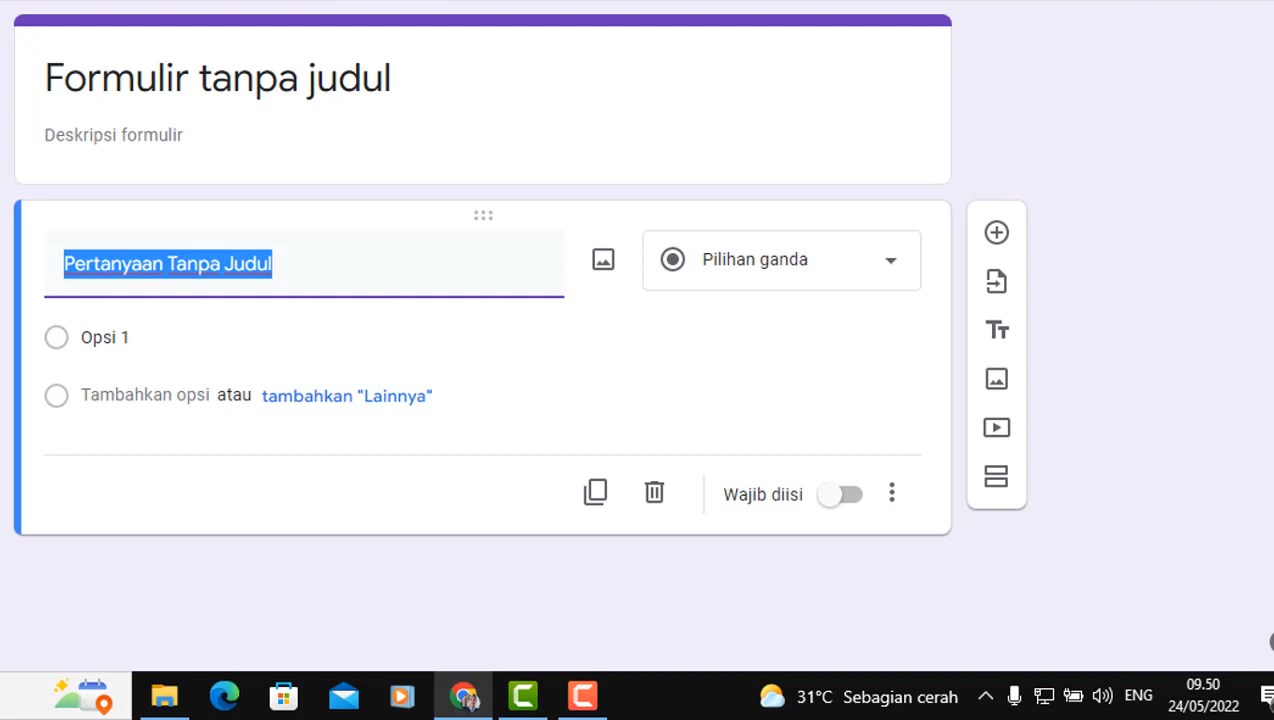 Formulir tanpa judul
Deskripsi formulir
Pertanyaan Tanpa Judul
Pilihan ganda
Opsi 1
Tambahkan opsi atau tambahkan "Lainnya"
Wajib diisi
31°C Sebagian cerah
ENG
09.50
24/05/2022